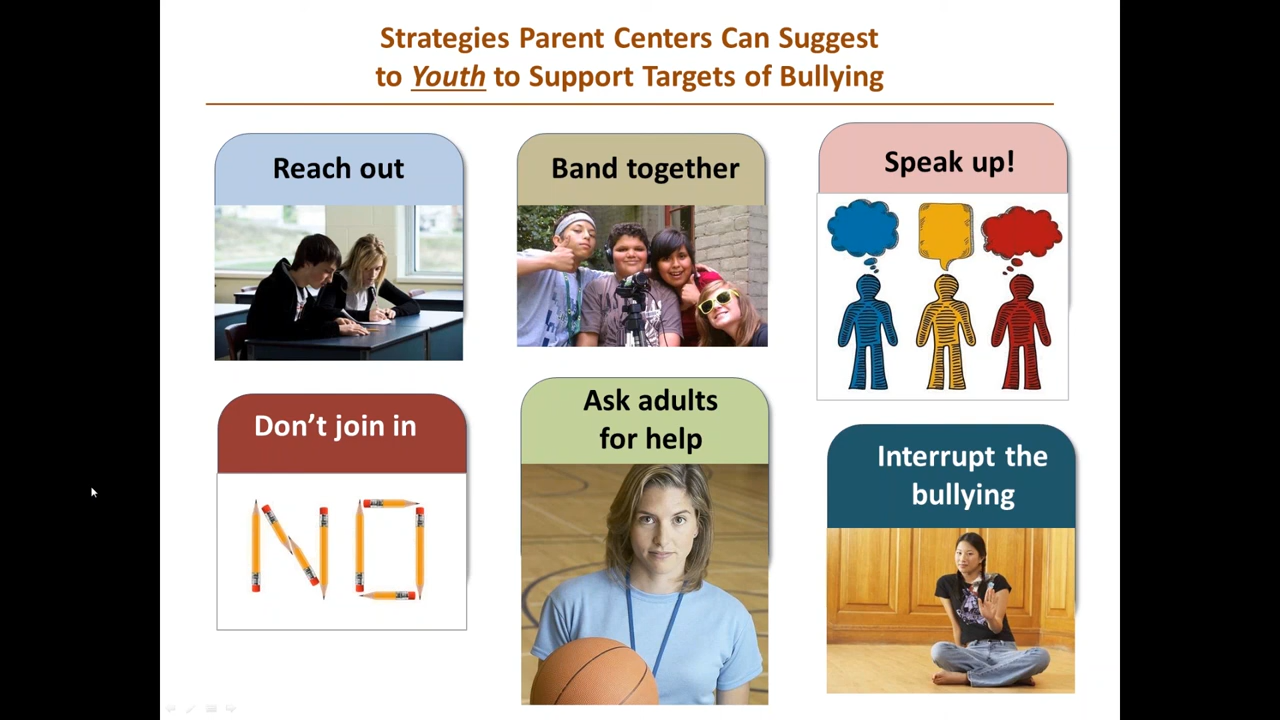 Strategies Parent Centers Can Suggest
to Youth to Support Targets of Bullying
Reach out
Band together
Speak up!
Don’t join in
NO
Ask adults
for help
Interrupt the
bullying